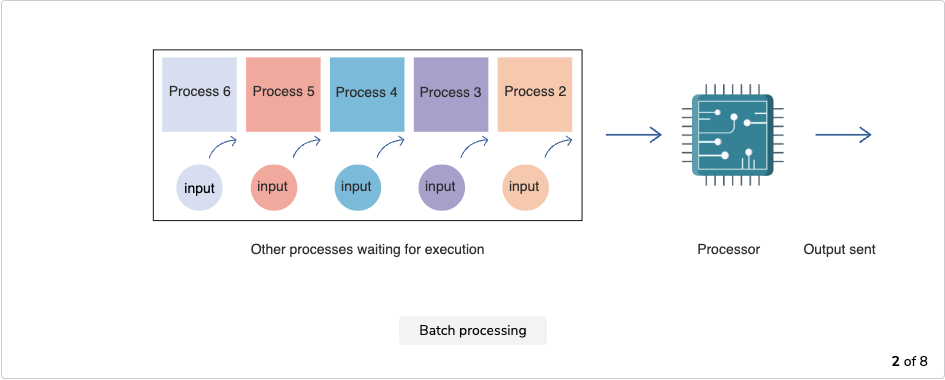 Process 6 Process 5 Process 4 Process 3 Process 2
input input input input input
Other processes waiting for execution Processor Output sent
Batch processing
2 of 8